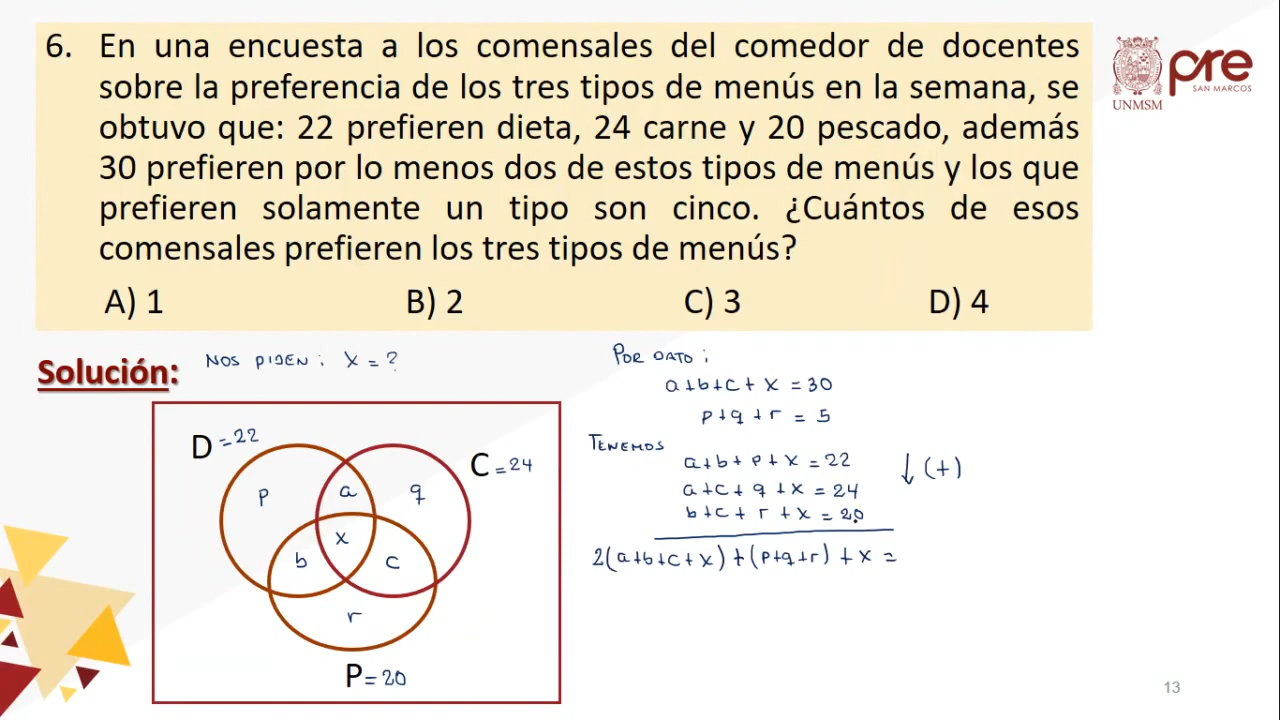 6. En una encuesta a los comensales del comedor de docentes
sobre la preferencia de los tres tipos de menús en la semana, se
obtuvo que: 22 prefieren dieta, 24 carne y 20 pescado, además
30 prefieren por lo menos dos de estos tipos de menús y los que
prefieren solamente un tipo son cinco. ¿Cuántos de esos
comensales prefieren los tres tipos de menús?
A) 1 B) 2 C) 3 D) 4
UNMSM
pre
SAN MARCOS
Solución:
NOS PIDEN : X = ?
D = 22
C = 24
p a q
x
b c
r
P = 20
POR DATO :
a+b+c+x = 30
p+q+r = 5
TENEMOS
a+b+p+x = 22
a+c+q+x = 24
b+c+r+x = 20
↓ (+)
2(a+b+c+x)+(p+q+r)+x =
13